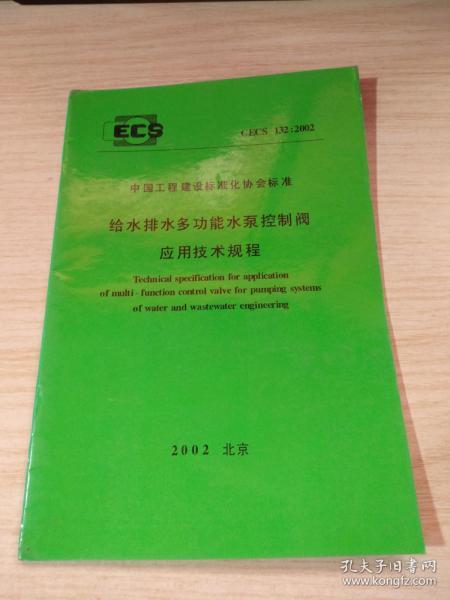 ECS
CECS 132:2002
中国工程建设标准化协会标准
给水排水多功能水泵控制阀
应用技术规程
Technical specification for application
of multi-function control valve for pumping systems
of water and wastewater engineering
2002 北京
孔夫子旧书网
www.kongfz.com